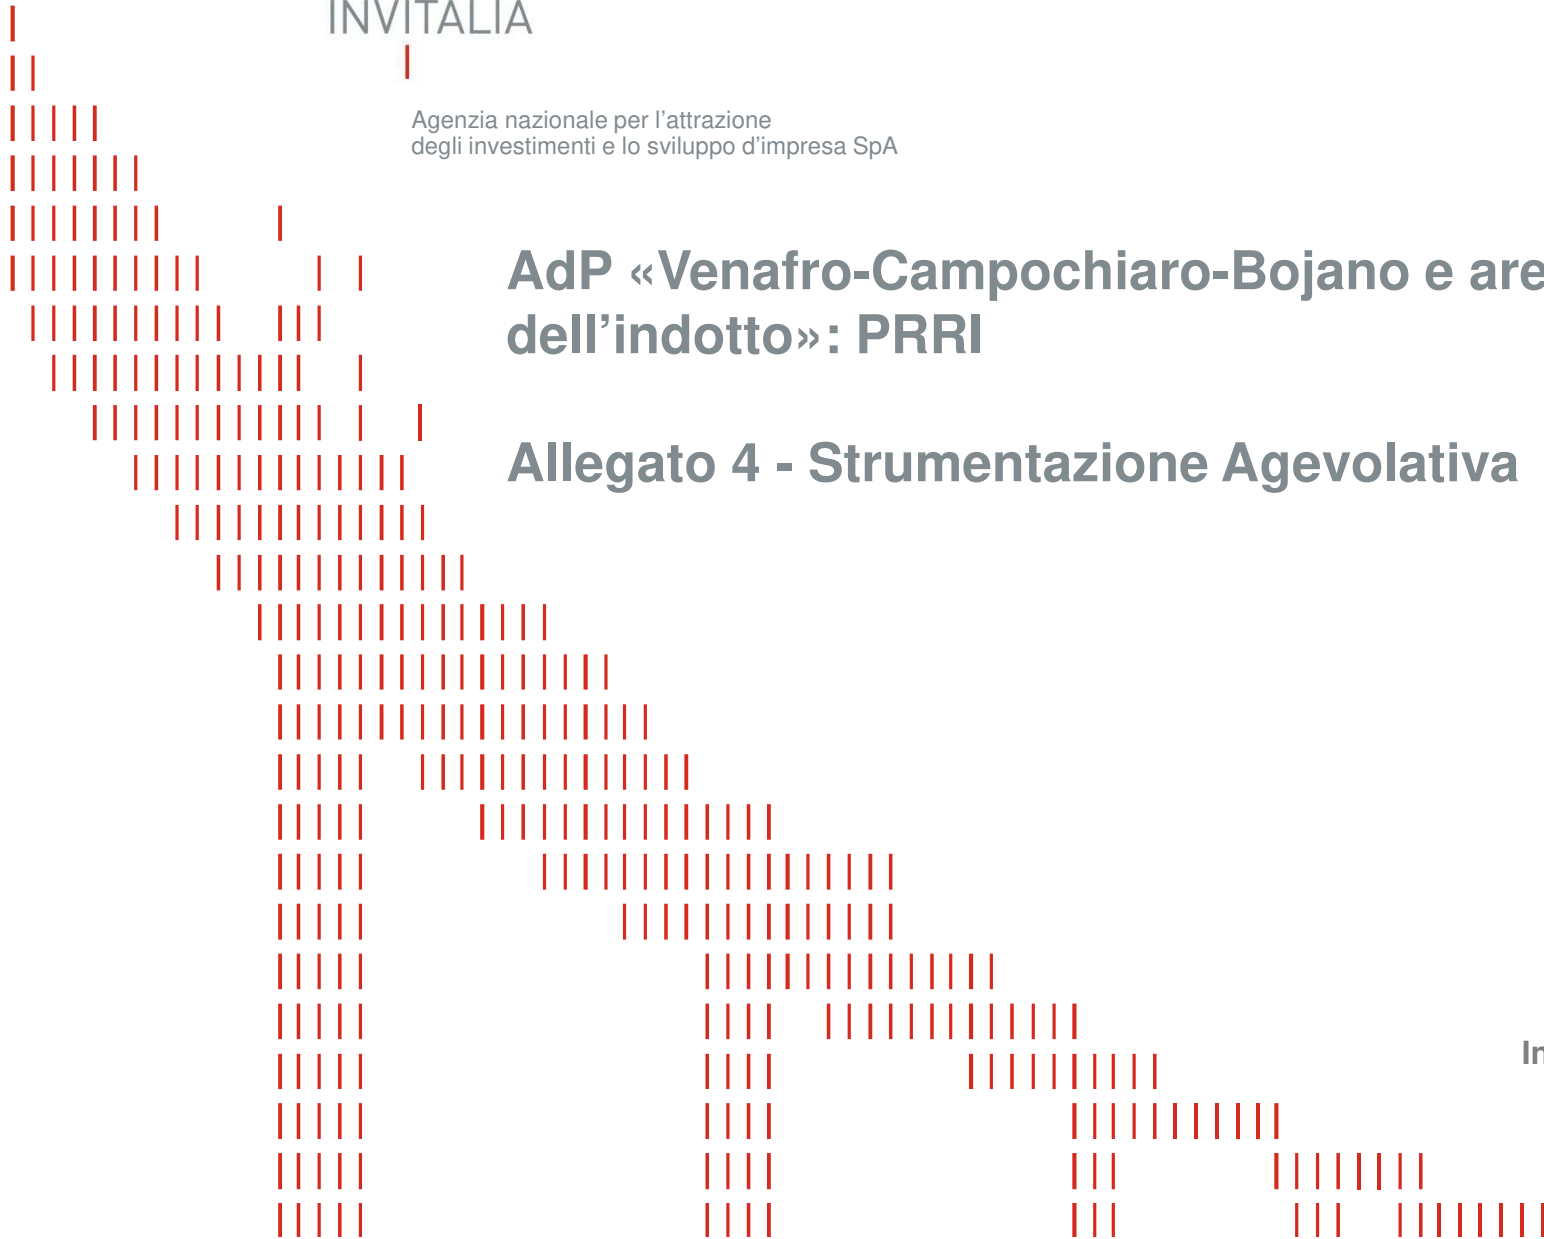 INVITALIA
Agenzia nazionale per l'attrazione
degli investimenti e lo sviluppo d'impresa SpA
AdP «Venafro-Campochiaro-Bojano e are
dell'indotto»: PRRI
Allegato 4 - Strumentazione Agevolativa